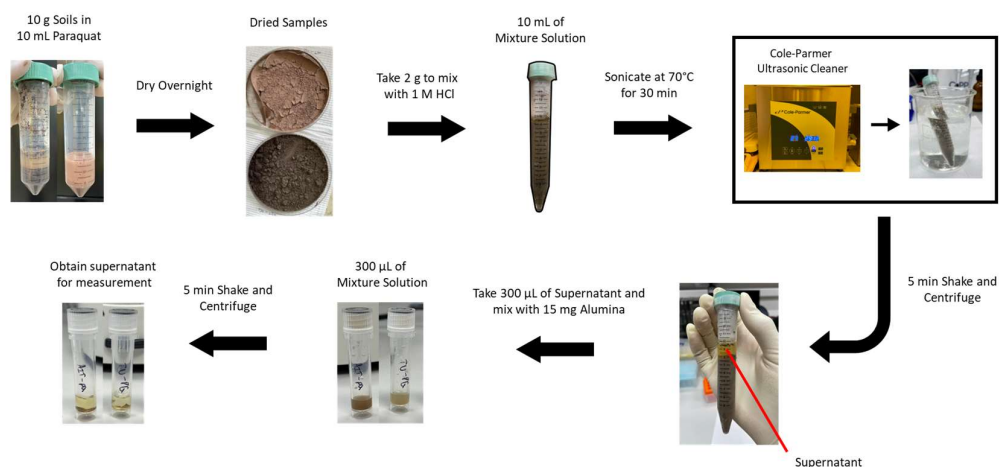 10 g Soils in
10 mL Paraquat
Dry Overnight
Dried Samples
Take 2 g to mix
with 1 M HCl
10 mL of
Mixture Solution
Sonicate at 70°C
for 30 min
Cole-Parmer
Ultrasonic Cleaner
Cole-Parmer
5 min Shake and
Centrifuge
Supernatant
Take 300 µL of Supernatant and
mix with 15 mg Alumina
300 µL of
Mixture Solution
5 min Shake and
Centrifuge
Obtain supernatant
for measurement